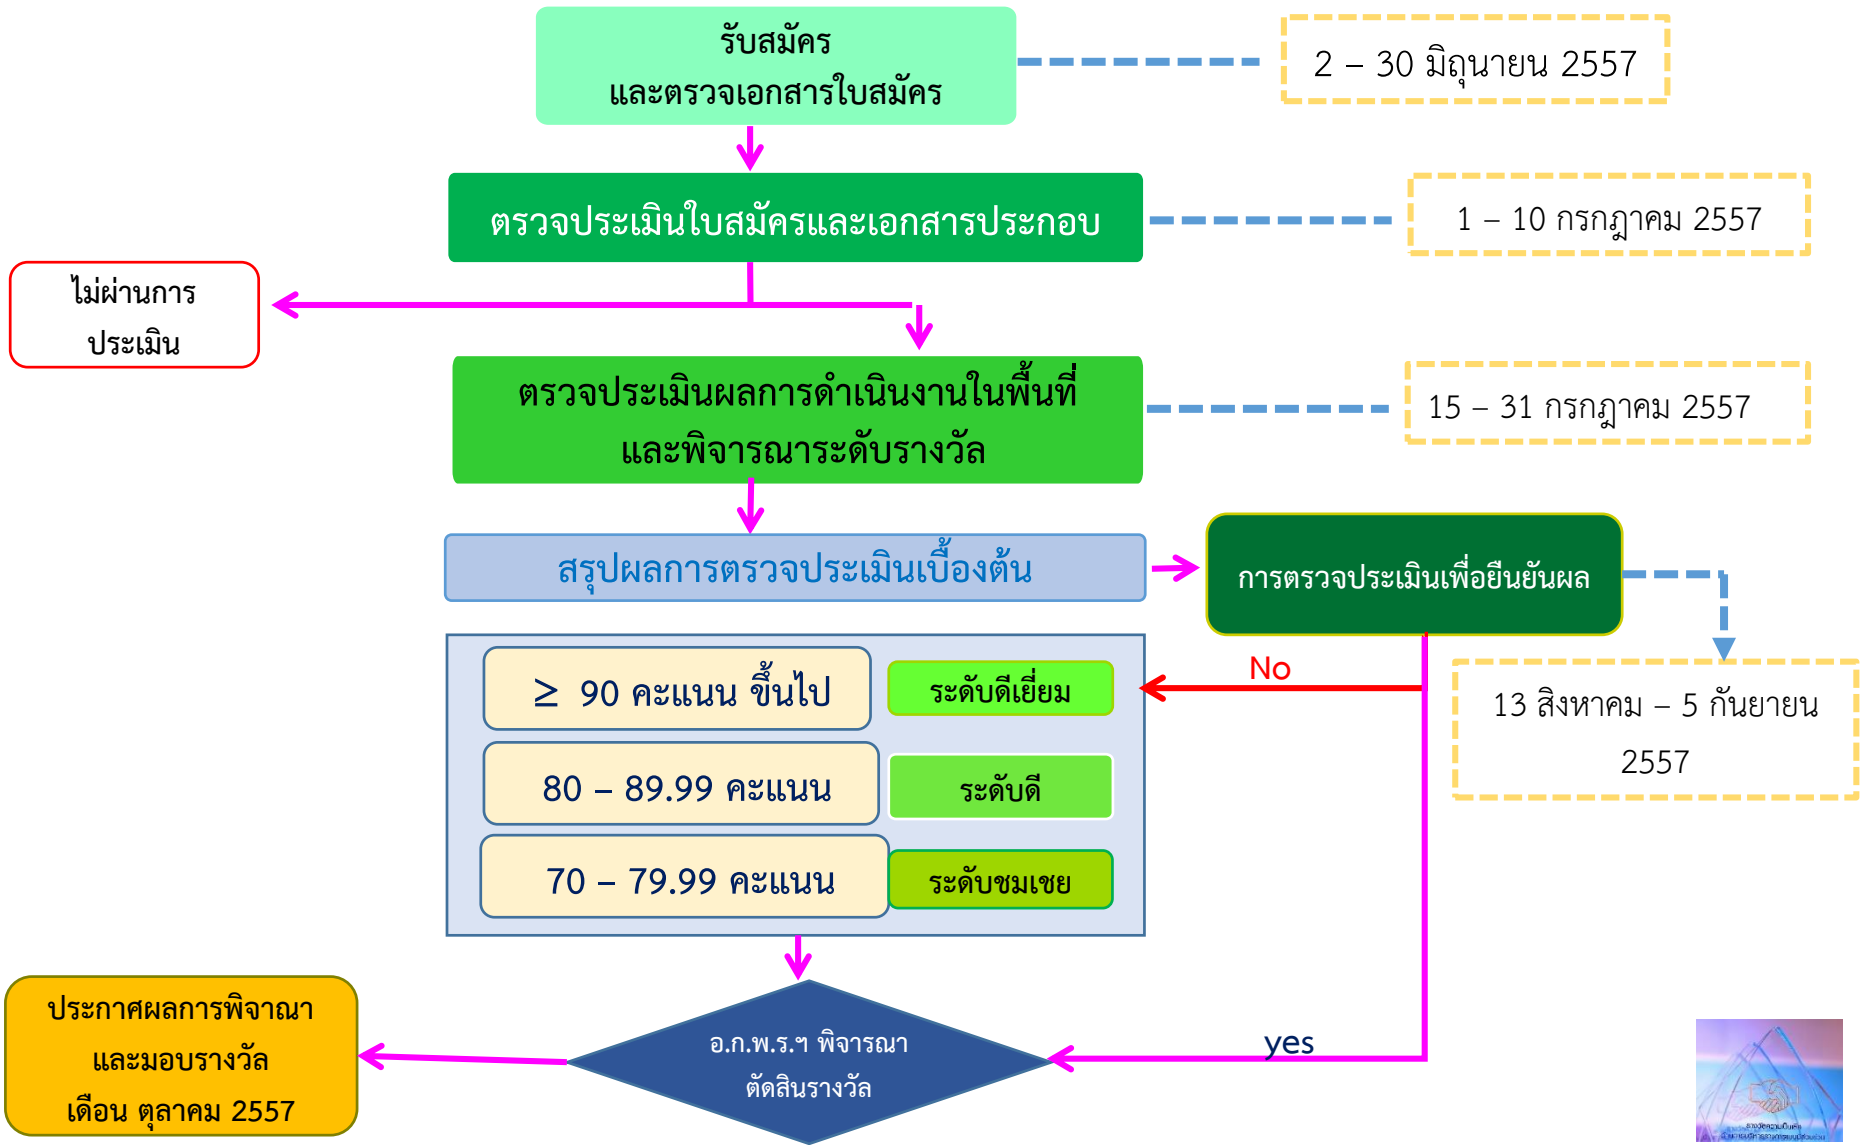 รับสมัคร
และตรวจเอกสารใบสมัคร
2 – 30 มิถุนายน 2557
ตรวจประเมินใบสมัครและเอกสารประกอบ
1 – 10 กรกฎาคม 2557
ไม่ผ่านการ
ประเมิน
ตรวจประเมินผลการดำเนินงานในพื้นที่
และพิจารณาระดับรางวัล
15 – 31 กรกฎาคม 2557
สรุปผลการตรวจประเมินเบื้องต้น
การตรวจประเมินเพื่อยืนยันผล
No
≥ 90 คะแนน ขึ้นไป
ระดับดีเยี่ยม
13 สิงหาคม – 5 กันยายน
2557
80 – 89.99 คะแนน
ระดับดี
70 – 79.99 คะแนน
ระดับชมเชย
ประกาศผลการพิจาณา
และมอบรางวัล
เดือน ตุลาคม 2557
อ.ก.พ.ร.ฯ พิจารณา
ตัดสินรางวัล
yes
รางวัลความเป็นเลิศ